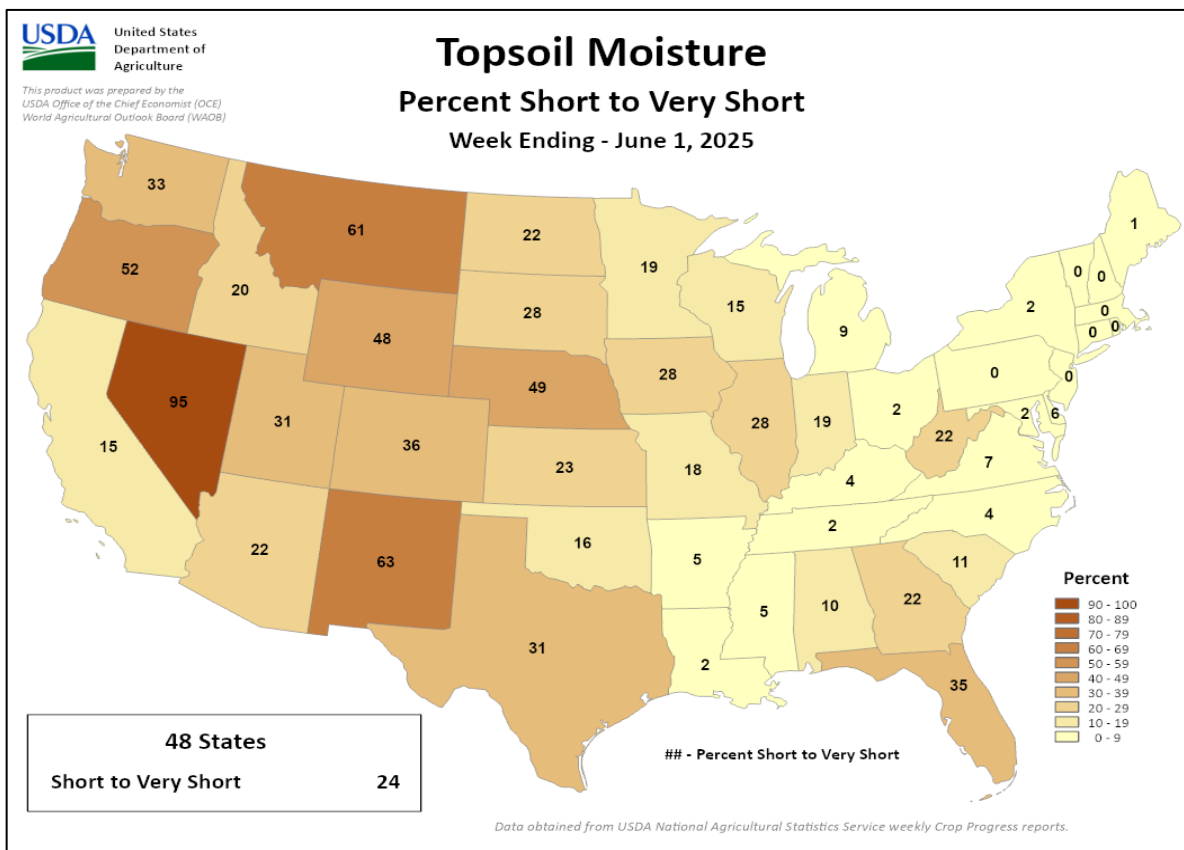 USDA
United States
Department of
Agriculture
This product was prepared by the
USDA Office of the Chief Economist (OCE)
World Agricultural Outlook Board (WAOB)
Topsoil Moisture
Percent Short to Very Short
Week Ending - June 1, 2025
33
61
22
19
1
52
20
28
15
9
2
0
0
0
0
0
48
49
28
0
0
95
31
36
28
19
2
22
2
6
15
23
18
4
7
22
63
16
5
2
4
11
31
2
5
10
22
35
Percent
90 - 100
80 - 89
70 - 79
60 - 69
50 - 59
40 - 49
30 - 39
20 - 29
10 - 19
0 - 9
48 States
Short to Very Short 24
## - Percent Short to Very Short
Data obtained from USDA National Agricultural Statistics Service weekly Crop Progress reports.